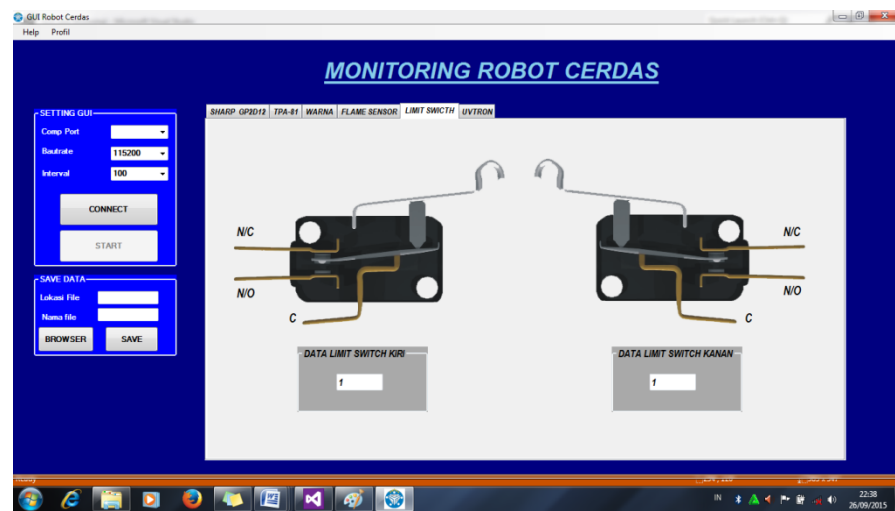 GUI Robot Cerdas
Help Profil
MONITORING ROBOT CERDAS
SETTING GUI
Comp Port
Bautrate 115200
Interval 100
CONNECT
START
SAVE DATA
Lokasi File
Nama file
BROWSER SAVE
SHARP GP2D12 TPA-81 WARNA FLAME SENSOR LIMIT SWICTH UVTRON
N/C N/C
N/O N/O
C C
DATA LIMIT SWITCH KIRI DATA LIMIT SWITCH KANAN
1 1
IN 22:38
26/09/2015